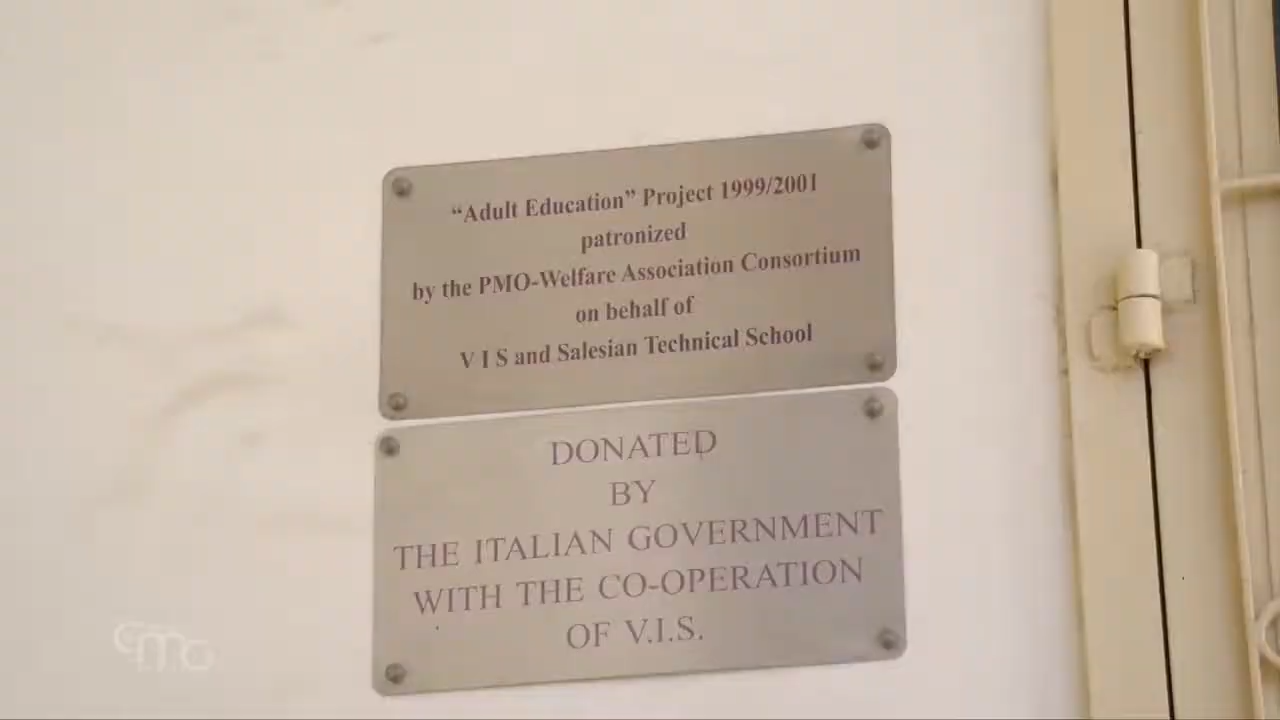 “Adult Education” Project 1999/2001
patronized
by the PMO-Welfare Association Consortium
on behalf of
V I S and Salesian Technical School
DONATED
BY
THE ITALIAN GOVERNMENT
WITH THE CO-OPERATION
OF V.I.S.
cmc